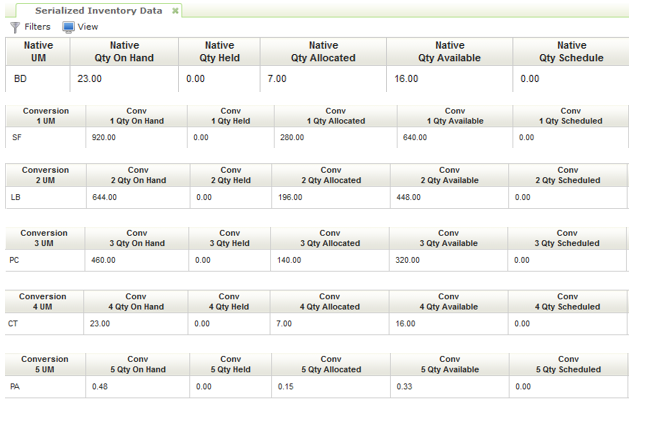 Serialized Inventory Data ×
Filters View
Native UM Native Qty On Hand Native Qty Held Native Qty Allocated Native Qty Available Native Qty Schedule
BD 23.00 0.00 7.00 16.00 0.00
Conversion 1 UM Conv 1 Qty On Hand Conv 1 Qty Held Conv 1 Qty Allocated Conv 1 Qty Available Conv 1 Qty Scheduled
SF 920.00 0.00 280.00 640.00 0.00
Conversion 2 UM Conv 2 Qty On Hand Conv 2 Qty Held Conv 2 Qty Allocated Conv 2 Qty Available Conv 2 Qty Scheduled
LB 644.00 0.00 196.00 448.00 0.00
Conversion 3 UM Conv 3 Qty On Hand Conv 3 Qty Held Conv 3 Qty Allocated Conv 3 Qty Available Conv 3 Qty Scheduled
PC 460.00 0.00 140.00 320.00 0.00
Conversion 4 UM Conv 4 Qty On Hand Conv 4 Qty Held Conv 4 Qty Allocated Conv 4 Qty Available Conv 4 Qty Scheduled
CT 23.00 0.00 7.00 16.00 0.00
Conversion 5 UM Conv 5 Qty On Hand Conv 5 Qty Held Conv 5 Qty Allocated Conv 5 Qty Available Conv 5 Qty Scheduled
PA 0.48 0.00 0.15 0.33 0.00